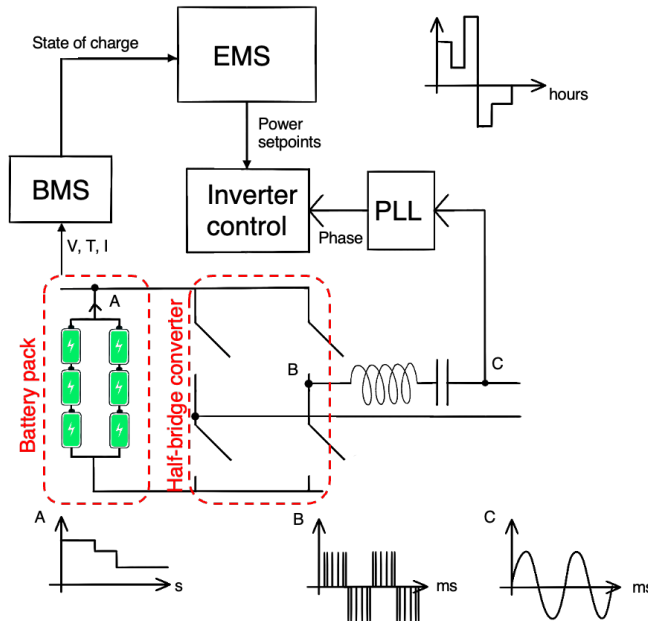 State of charge
EMS
hours
Power
setpoints
BMS
Inverter
control
PLL
Phase
V, T, I
A
Battery pack
Half-bridge converter
B
C
A
s
B
ms
C
ms